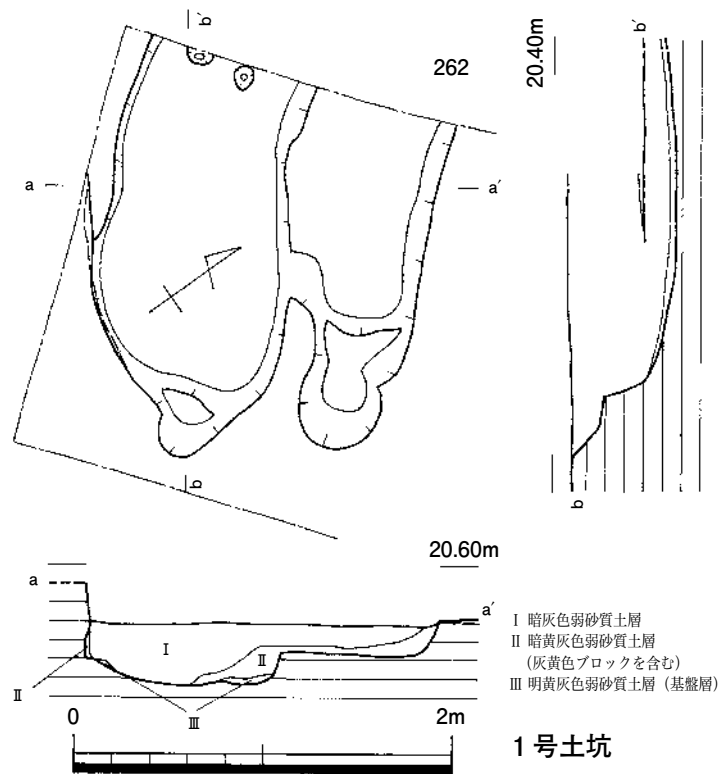 b′
262
20.40m
b′
a
a′
b
b
20.60m
a
a′
Ⅰ 暗灰色弱砂質土層
Ⅱ 暗黄灰色弱砂質土層
(灰黄色ブロックを含む)
Ⅲ 明黄灰色弱砂質土層(基盤層)
Ⅰ
Ⅱ
Ⅱ
Ⅲ
0
2m
1号土坑